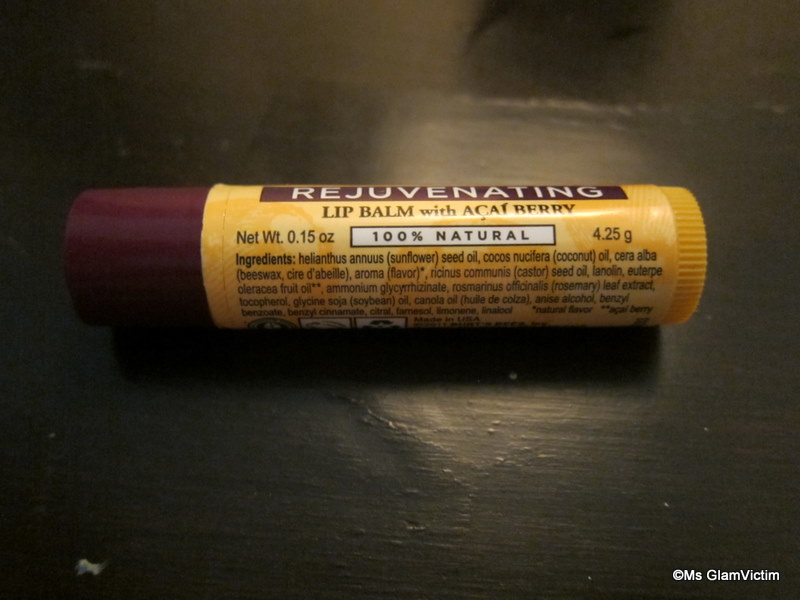 REJUVENATING
LIP BALM with AÇAÍ BERRY
Net Wt. 0.15 oz 100% NATURAL 4.25 g
Ingredients: helianthus annuus (sunflower) seed oil, cocos nucifera (coconut) oil, cera alba
(beeswax, cire d'abeille), aroma (flavor)*, ricinus communis (castor) seed oil, lanolin, euterpe
oleracea fruit oil**, ammonium glycyrrhizinate, rosmarinus officinalis (rosemary) leaf extract,
tocopherol, glycine soja (soybean) oil, canola oil (huile de colza), anise alcohol, benzyl
benzoate, benzyl cinnamate, citral, farnesol, limonene, linalool *natural flavor **açaí berry
Made in USA
BURT'S BEES, Inc.
©Ms GlamVictim